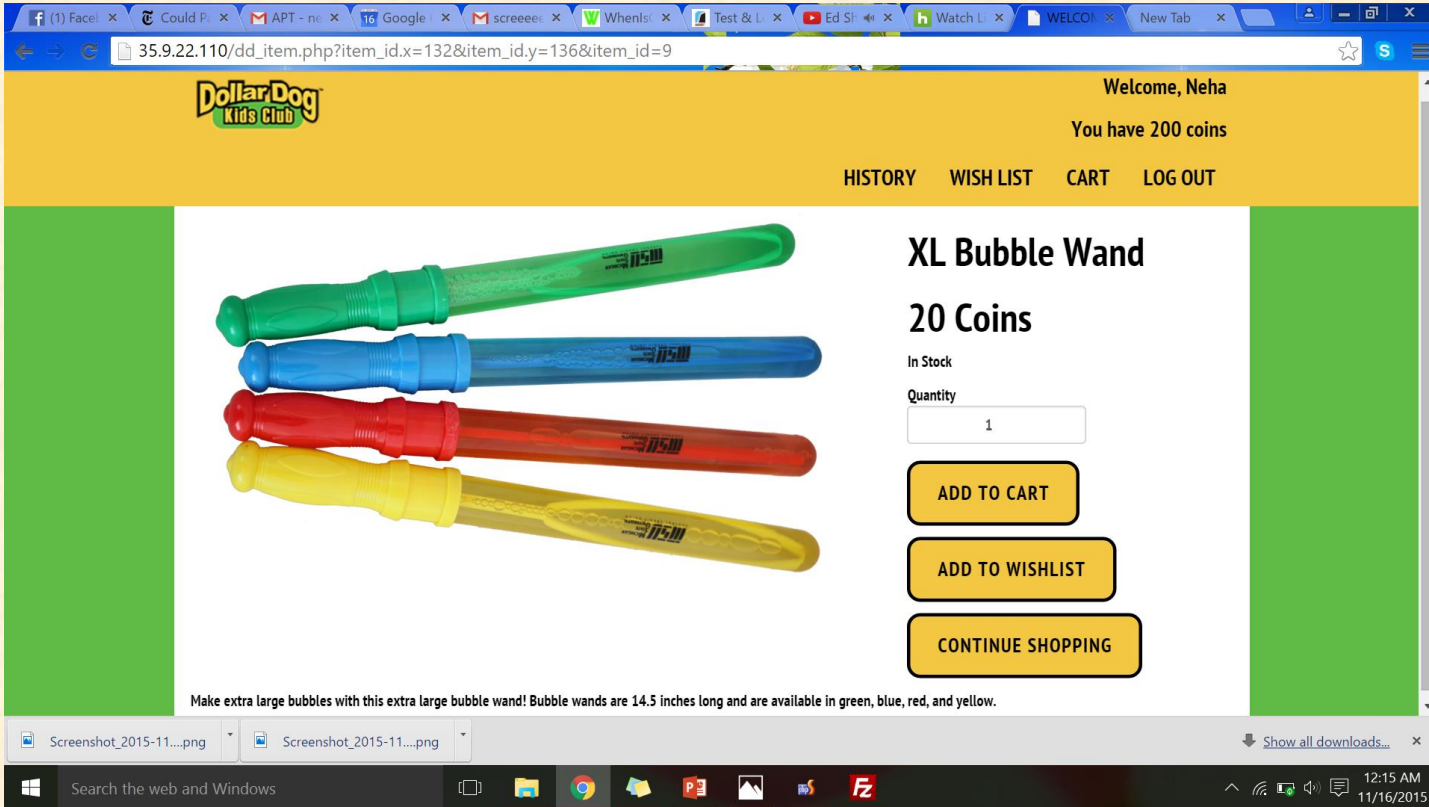 (1) Facel
Could P
APT - ne
16 Google
screeeee
WhenIs
Test & L
Ed Sh
Watch L
WELCOM
New Tab
35.9.22.110/dd_item.php?item_id.x=132&item_id.y=136&item_id=9
Dollar Dog
Kids Club
Welcome, Neha
You have 200 coins
HISTORY WISH LIST CART LOG OUT
XL Bubble Wand
20 Coins
In Stock
Quantity
1
ADD TO CART
ADD TO WISHLIST
CONTINUE SHOPPING
Make extra large bubbles with this extra large bubble wand! Bubble wands are 14.5 inches long and are available in green, blue, red, and yellow.
Screenshot_2015-11....png
Screenshot_2015-11....png
Show all downloads...
Search the web and Windows
12:15 AM
11/16/2015